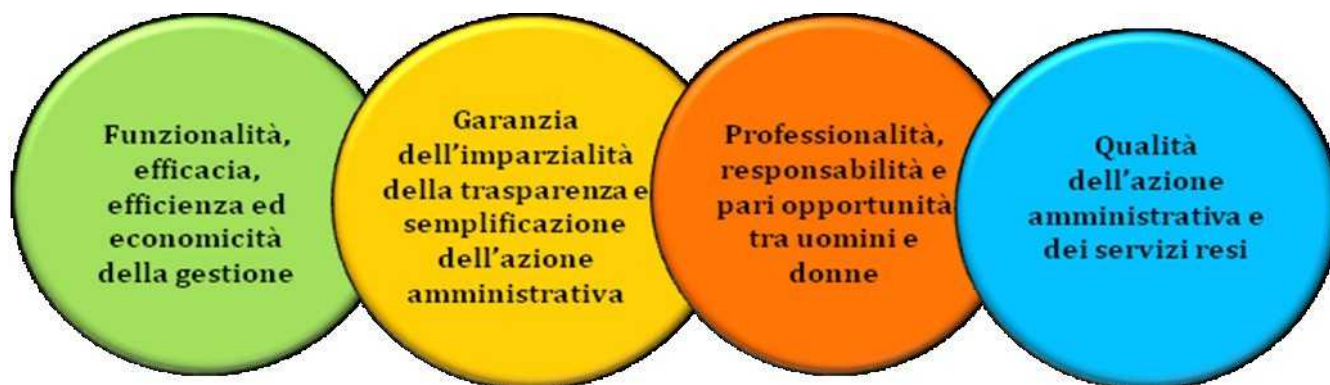 Funzionalità,
efficacia,
efficienza ed
economicità
della gestione
Garanzia
dell'imparzialità
della trasparenza e
semplificazione
dell'azione
amministrativa
Professionalità,
responsabilità e
pari opportunità
tra uomini e
donne
Qualità
dell'azione
amministrativa e
dei servizi resi